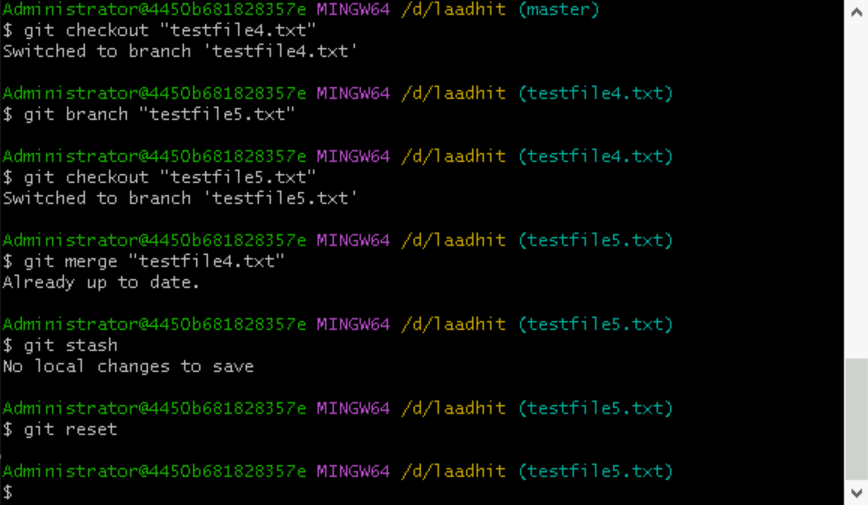 Administrator@4450b681828357e MINGW64 /d/laadhit (master)
$ git checkout "testfile4.txt"
Switched to branch 'testfile4.txt'
Administrator@4450b681828357e MINGW64 /d/laadhit (testfile4.txt)
$ git branch "testfile5.txt"
Administrator@4450b681828357e MINGW64 /d/laadhit (testfile4.txt)
$ git checkout "testfile5.txt"
Switched to branch 'testfile5.txt'
Administrator@4450b681828357e MINGW64 /d/laadhit (testfile5.txt)
$ git merge "testfile4.txt"
Already up to date.
Administrator@4450b681828357e MINGW64 /d/laadhit (testfile5.txt)
$ git stash
No local changes to save
Administrator@4450b681828357e MINGW64 /d/laadhit (testfile5.txt)
$ git reset
Administrator@4450b681828357e MINGW64 /d/laadhit (testfile5.txt)
$